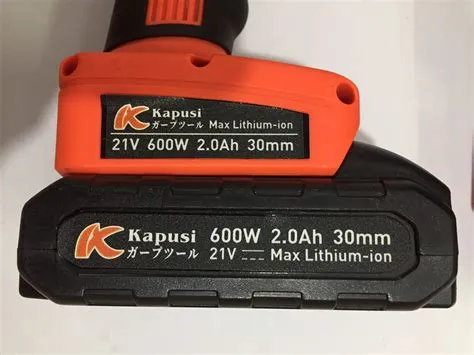 Kapusi
ガーブツール Max Lithium-ion
21V 600W 2.0Ah 30mm
Kapusi 600W 2.0Ah 30mm
ガーブツール 21V Max Lithium-ion